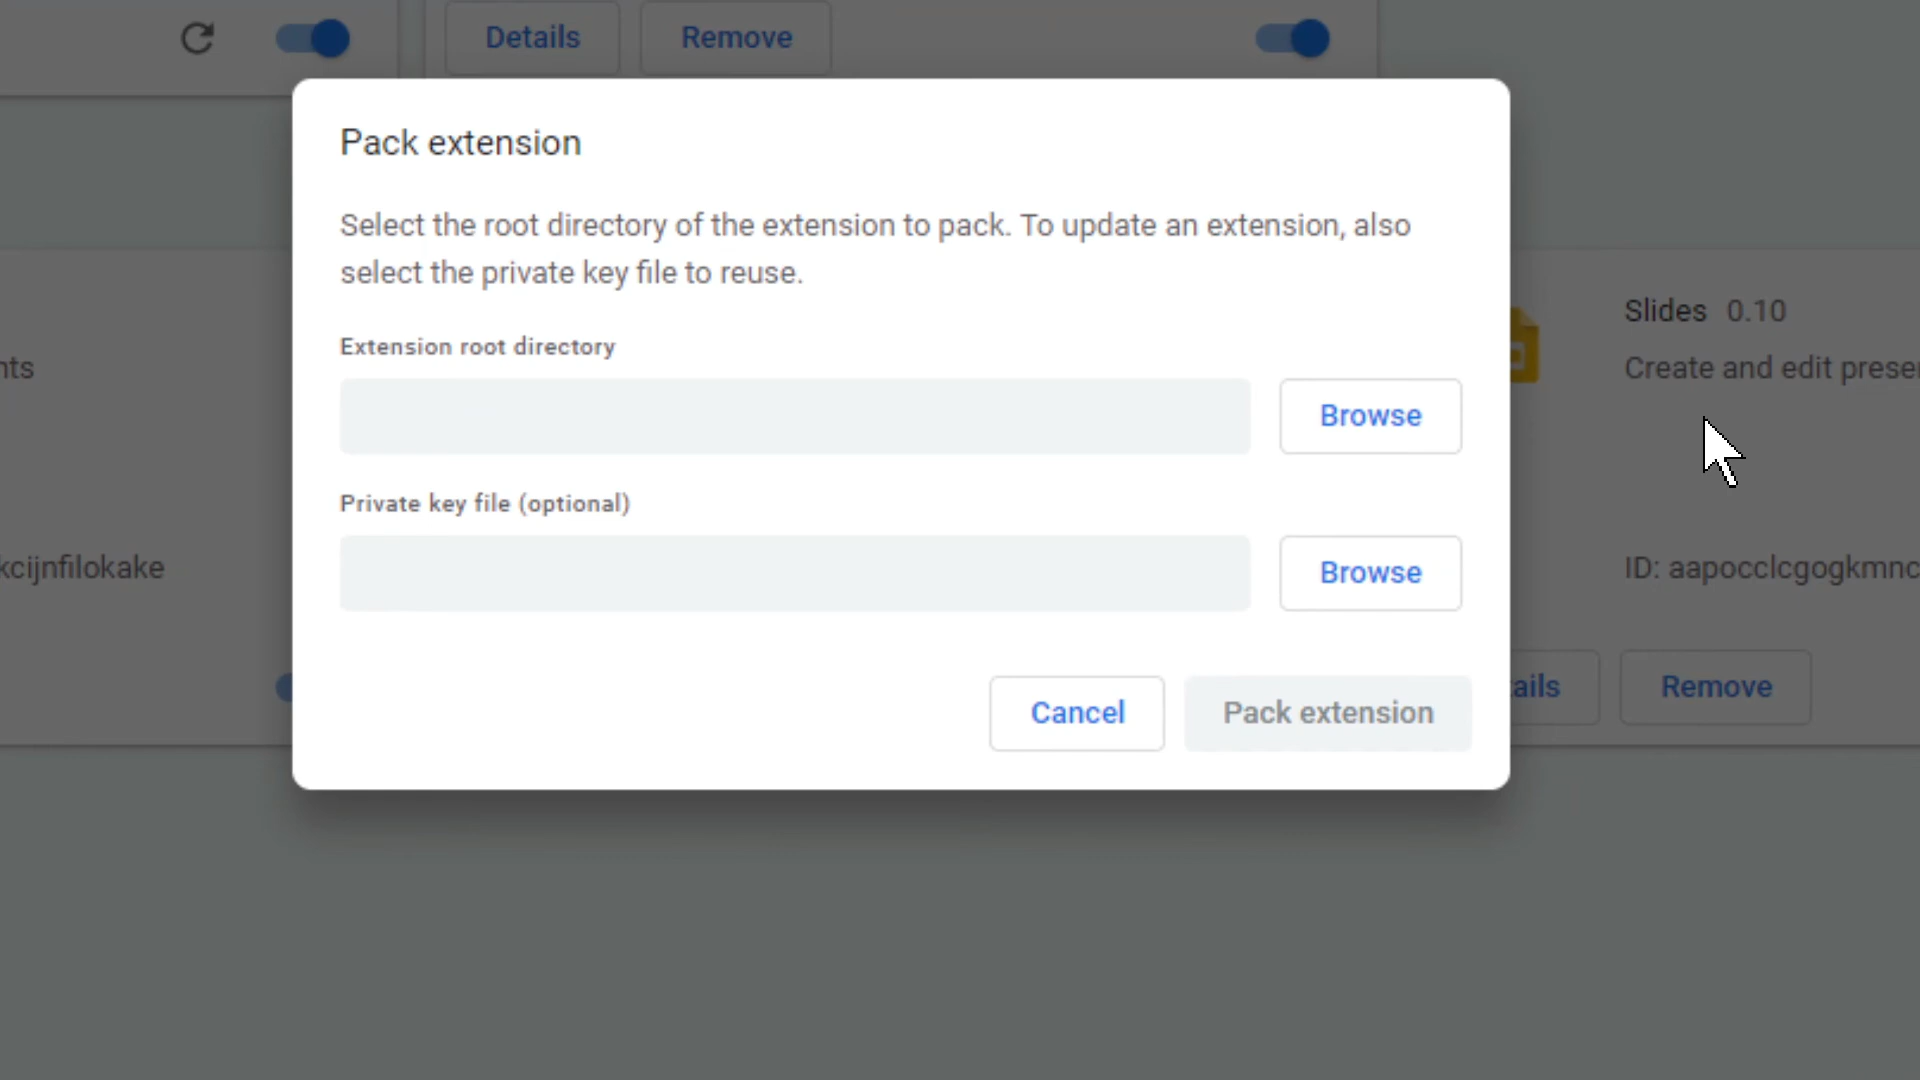 Details
Remove
Pack extension
Select the root directory of the extension to pack. To update an extension, also
select the private key file to reuse.
Extension root directory
Browse
Private key file (optional)
Browse
Cancel
Pack extension
nts
kcijnfilokake
Slides 0.10
Create and edit prese
ID: aapocclcgogkmnc
ails
Remove